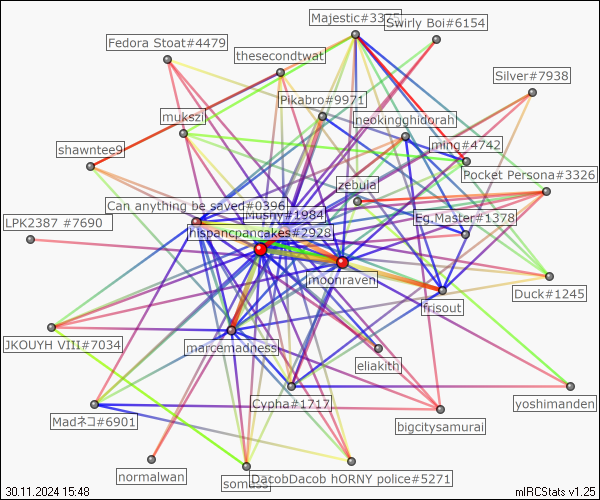 Majestic#3375
Swirly Boi#6154
Fedora Stoat#4479
thesecondtwat
Silver#7938
Pikabro#9971
mukszi
neokingghidorah
ming#4742
shawntee9
Pocket Persona#3326
zebula
Can anything be saved#0396
Mushy#1984
Eg.Master#1378
LPK2387 #7690
hispancpancakes#2928
moonraven
Duck#1245
frisout
JKOUYH VIII#7034
marcemadness
eliakith
Cypha#1717
yoshimanden
Madネコ#6901
bigcitysamurai
normalwan
DacobDacob hORNY police#5271
30.11.2024 15:48
mIRCStats v1.25